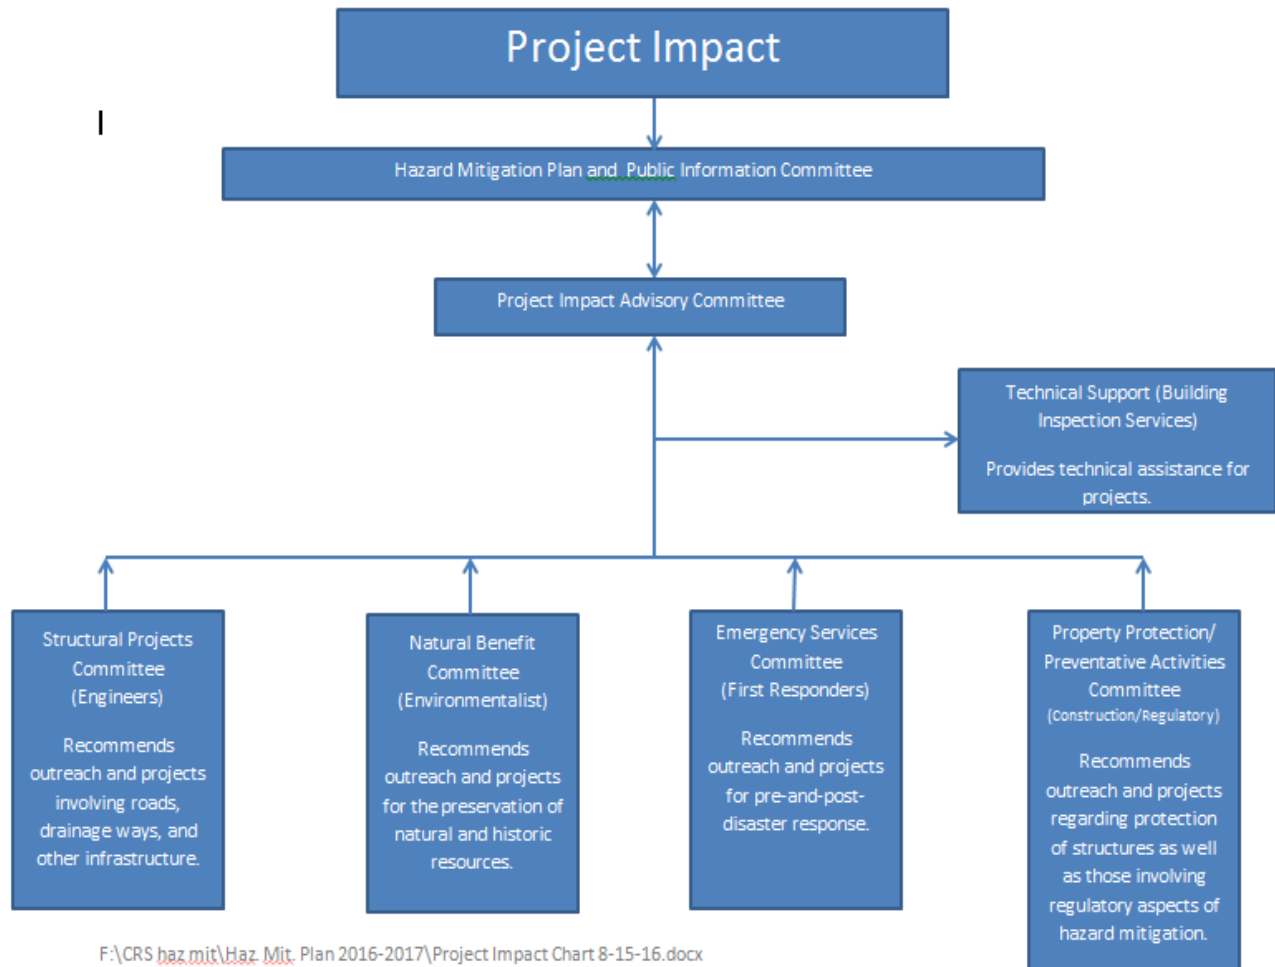 Project Impact
Hazard Mitigation Plan and  Public Information Committee
Project Impact Advisory Committee
Technical Support (Building
Inspection Services)
Provides technical assistance for
projects.
Structural Projects
Committee
(Engineers)
Recommends
outreach and projects
involving roads,
drainage ways, and
other infrastructure.
Natural Benefit
Committee
(Environmentalist)
Recommends
outreach and projects
for the preservation of
natural and historic
resources.
Emergency Services
Committee
(First Responders)
Recommends
outreach and projects
for pre-and-post-
disaster response.
Property Protection/
Preventative Activities
Committee
(Construction/Regulatory)
Recommends
outreach and projects
regarding protection
of structures as well
as those involving
regulatory aspects of
hazard mitigation.
F:\CRS haz mit\Haz. Mit. Plan 2016-2017\Project Impact Chart 8-15-16.docx